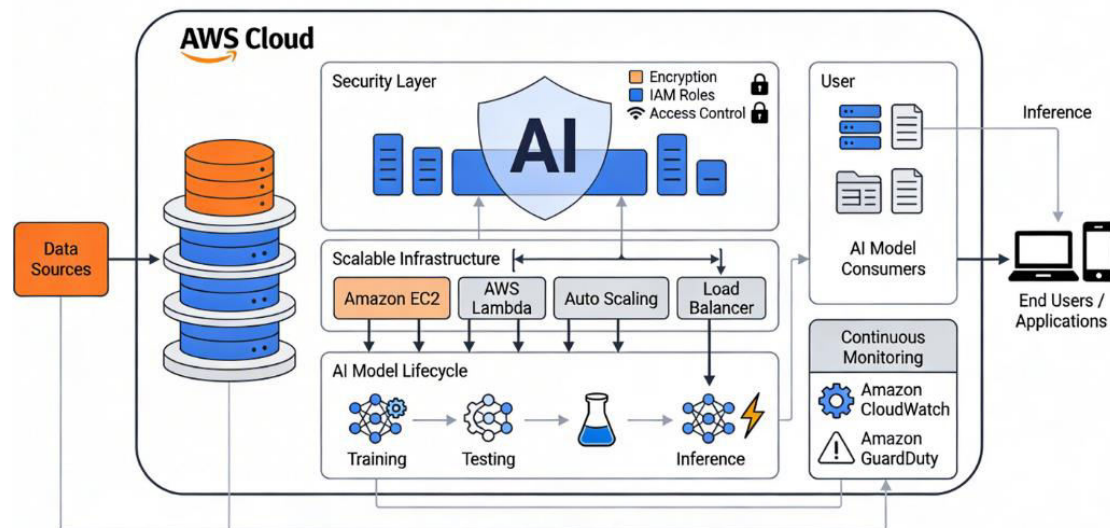 AWS Cloud
Data
Sources
Security Layer
Encryption
IAM Roles
Access Control
AI
Scalable Infrastructure
Amazon EC2
AWS
Lambda
Auto Scaling
Load
Balancer
AI Model Lifecycle
Training
Testing
Inference
User
AI Model
Consumers
Continuous
Monitoring
Amazon
CloudWatch
Amazon
GuardDuty
Inference
End Users /
Applications